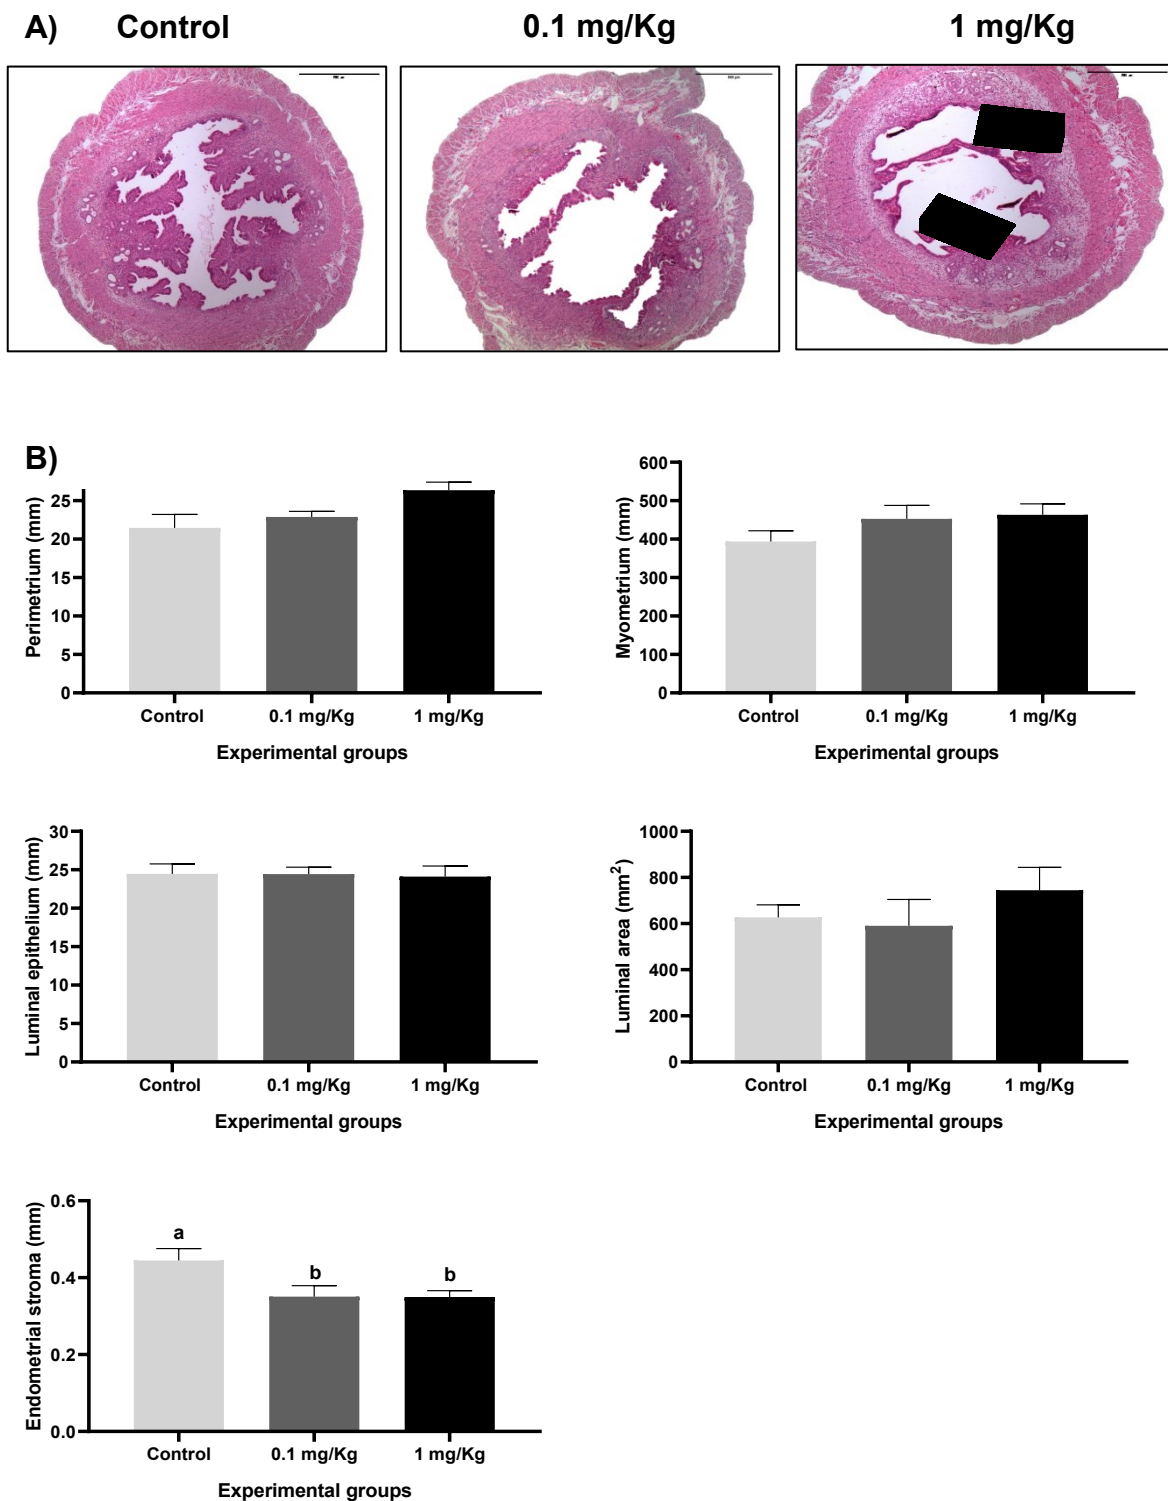 A) Control 0.1 mg/Kg 1 mg/Kg
B)
Perimetrium (mm)
25
20
15
10
5
0
Control 0.1 mg/Kg 1 mg/Kg
Experimental groups
Myometrium (mm)
600
500
400
300
200
100
0
Control 0.1 mg/Kg 1 mg/Kg
Experimental groups
Luminal epithelium (mm)
30
25
20
15
10
5
0
Control 0.1 mg/Kg 1 mg/Kg
Experimental groups
Luminal area (mm²)
1000
800
600
400
200
0
Control 0.1 mg/Kg 1 mg/Kg
Experimental groups
Endometrial stroma (mm)
0.6
0.4
0.2
0.0
a
b
b
Control 0.1 mg/Kg 1 mg/Kg
Experimental groups